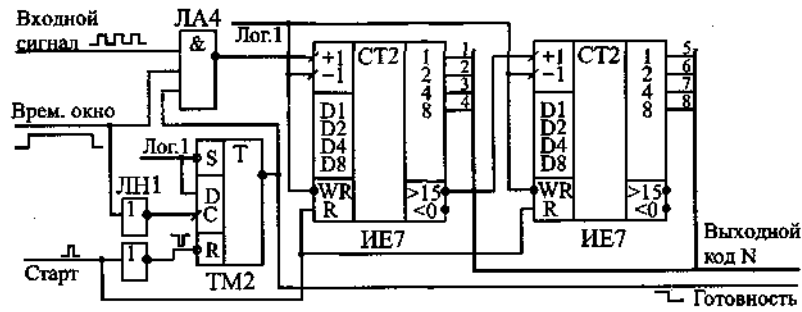 Входной
сигнал
ЛА4
&
Лог.1
+1
−1
СТ2
1
2
4
8
1
2
3
4
D1
D2
D4
D8
WR
R
>15
<0
ИЕ7
+1
−1
СТ2
1
2
4
8
5
6
7
8
D1
D2
D4
D8
WR
R
>15
<0
ИЕ7
Врем. окно
Лог.1
S
T
D
C
R
ТМ2
ЛН1
1
1
Старт
Выходной
код N
Готовность